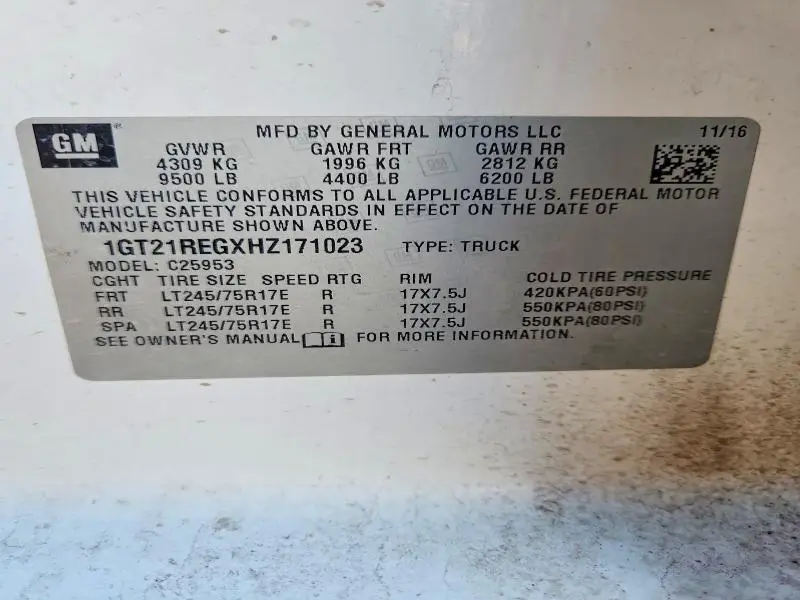 GM
MFD BY GENERAL MOTORS LLC 11/16
GVWR GAWR FRT GAWR RR
4309 KG 1996 KG 2812 KG
9500 LB 4400 LB 6200 LB
THIS VEHICLE CONFORMS TO ALL APPLICABLE U.S. FEDERAL MOTOR
VEHICLE SAFETY STANDARDS IN EFFECT ON THE DATE OF
MANUFACTURE SHOWN ABOVE.
1GT21REGXHZ171023 TYPE: TRUCK
MODEL: C25953
CGHT TIRE SIZE SPEED RTG RIM COLD TIRE PRESSURE
FRT LT245/75R17E R 17X7.5J 420KPA(60PSI)
RR LT245/75R17E R 17X7.5J 550KPA(80PSI)
SPA LT245/75R17E R 17X7.5J 550KPA(80PSI)
SEE OWNER'S MANUAL FOR MORE INFORMATION.